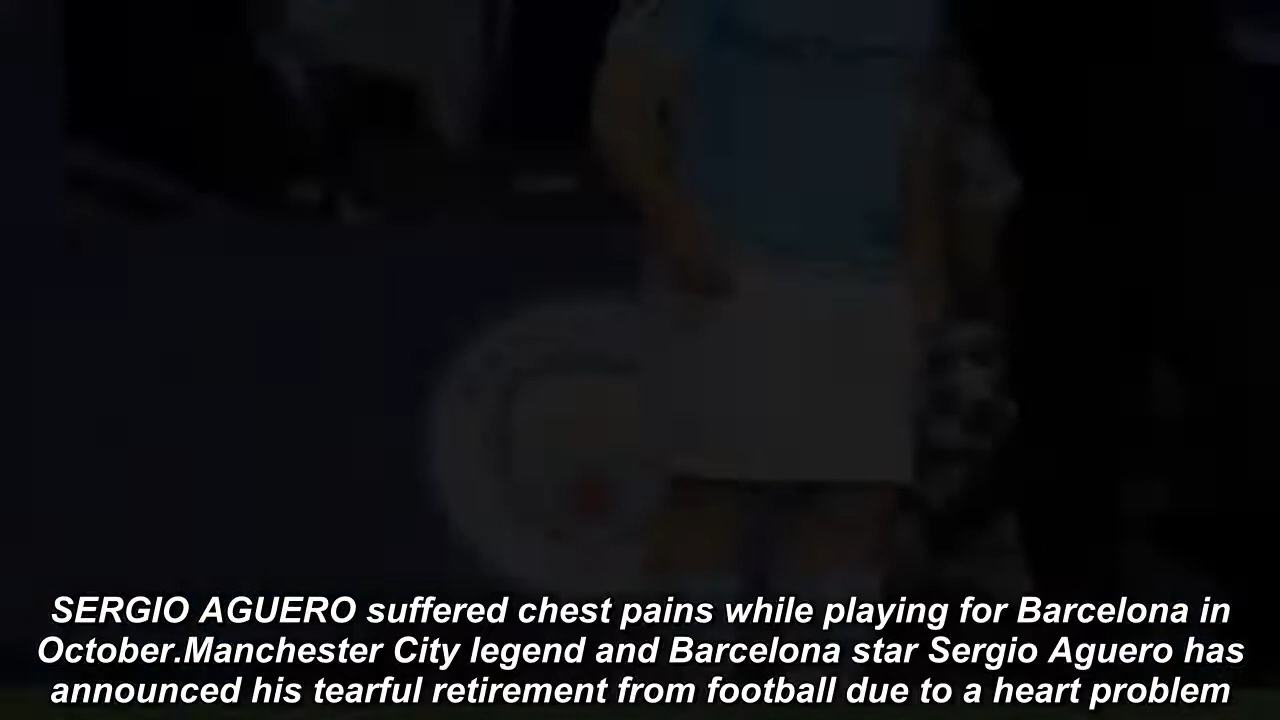 SERGIO AGUERO suffered chest pains while playing for Barcelona in
October.Manchester City legend and Barcelona star Sergio Aguero has
announced his tearful retirement from football due to a heart problem